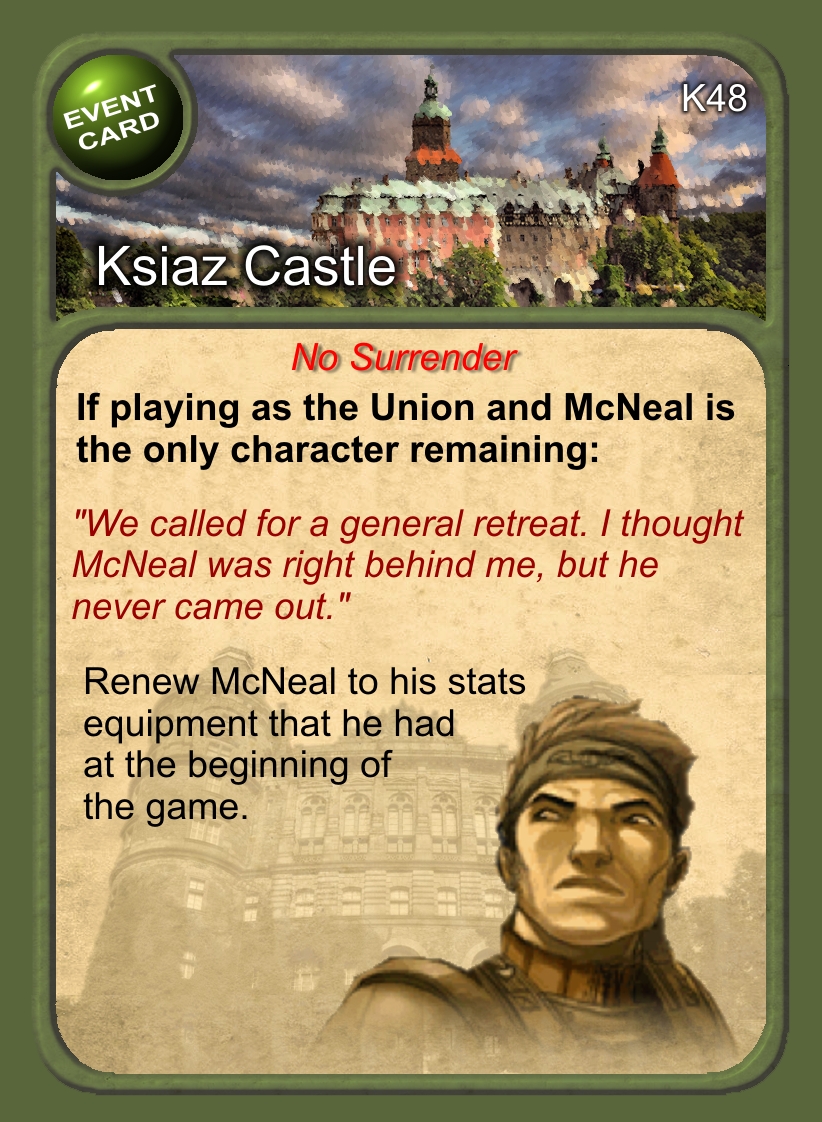 EVENT
CARD
K48
Ksiaz Castle
No Surrender
If playing as the Union and McNeal is
the only character remaining:
"We called for a general retreat. I thought
McNeal was right behind me, but he
never came out."
Renew McNeal to his stats
equipment that he had
at the beginning of
the game.